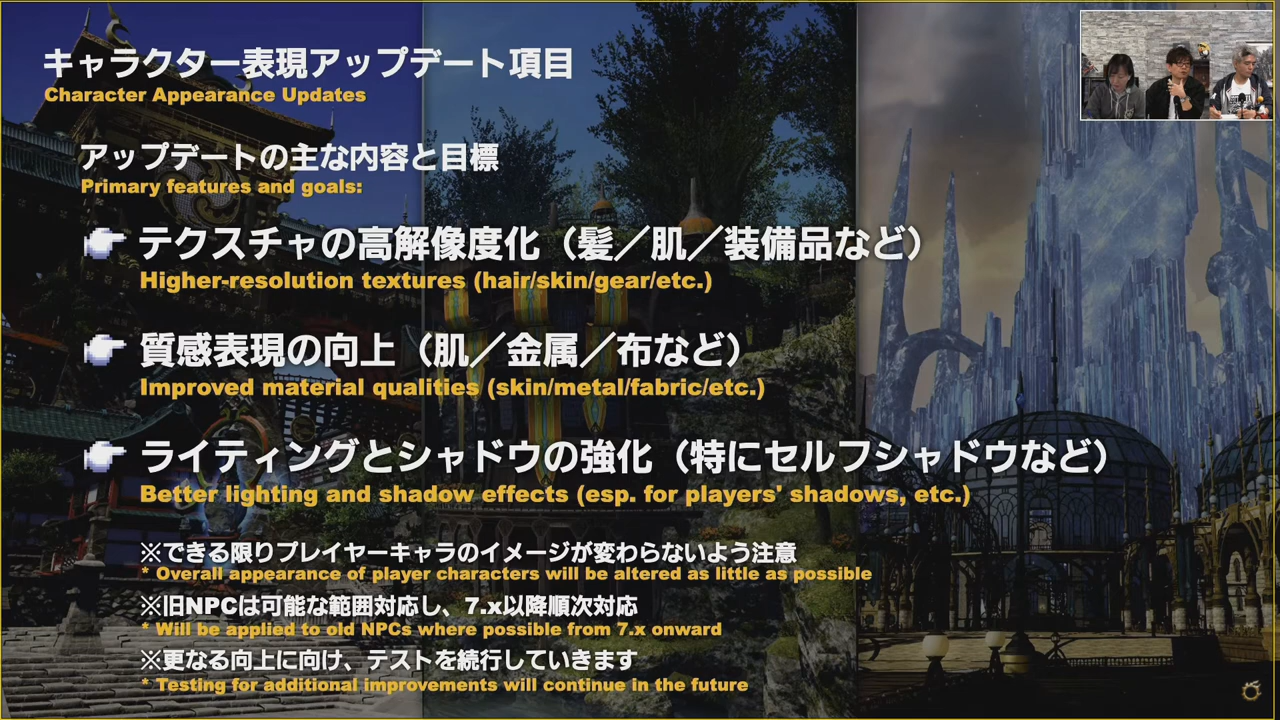 キャラクター表現アップデート項目
Character Appearance Updates
アップデートの主な内容と目標
Primary features and goals:
テクスチャの高解像度化（髪／肌／装備品など）
Higher-resolution textures (hair/skin/gear/etc.)
質感表現の向上（肌／金属／布など）
Improved material qualities (skin/metal/fabric/etc.)
ライティングとシャドウの強化（特にセルフシャドウなど）
Better lighting and shadow effects (esp. for players' shadows, etc.)
※できる限りプレイヤーキャラのイメージが変わらないよう注意
* Overall appearance of player characters will be altered as little as possible
※旧NPCは可能な範囲対応し、7.x以降順次対応
* Will be applied to old NPCs where possible from 7.x onward
※更なる向上に向け、テストを続行していきます
* Testing for additional improvements will continue in the future